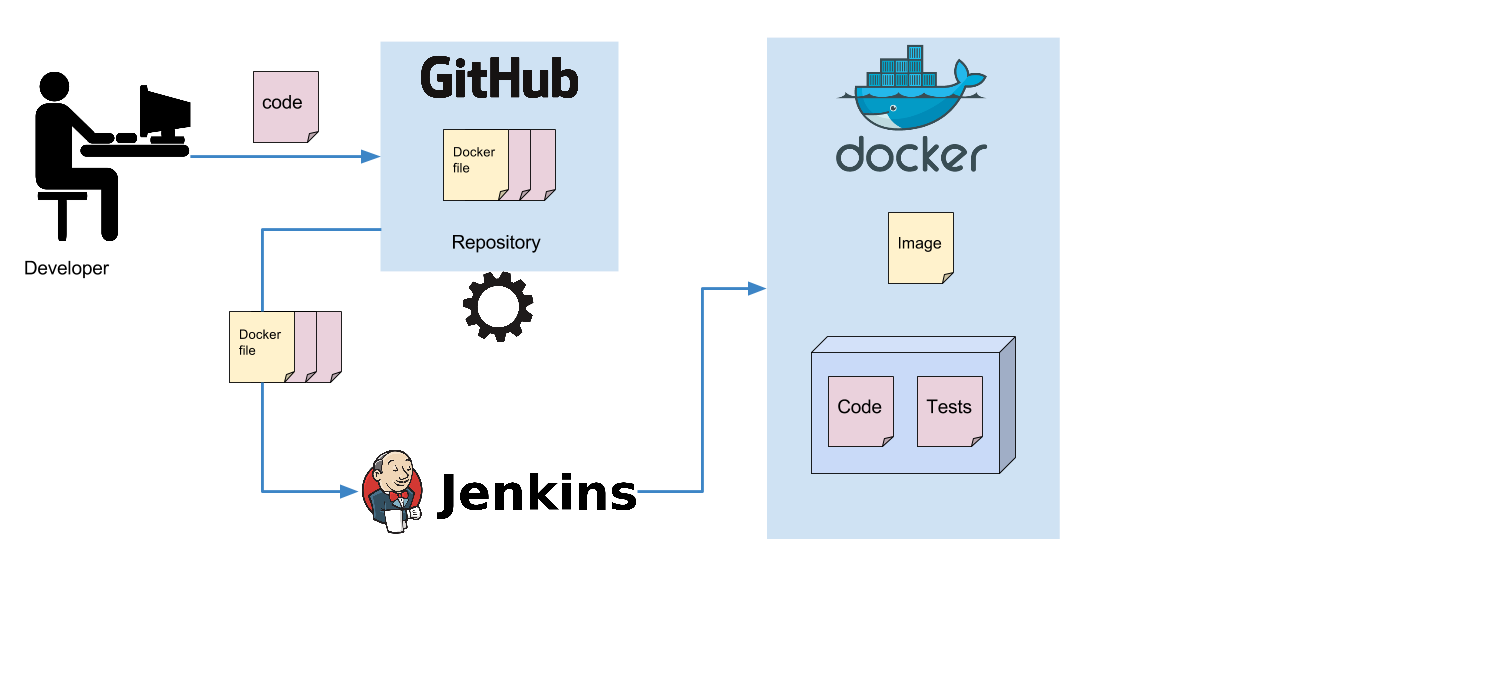 Developer
code
GitHub
Docker
file
Repository
Docker
file
Jenkins
docker
Image
Code
Tests